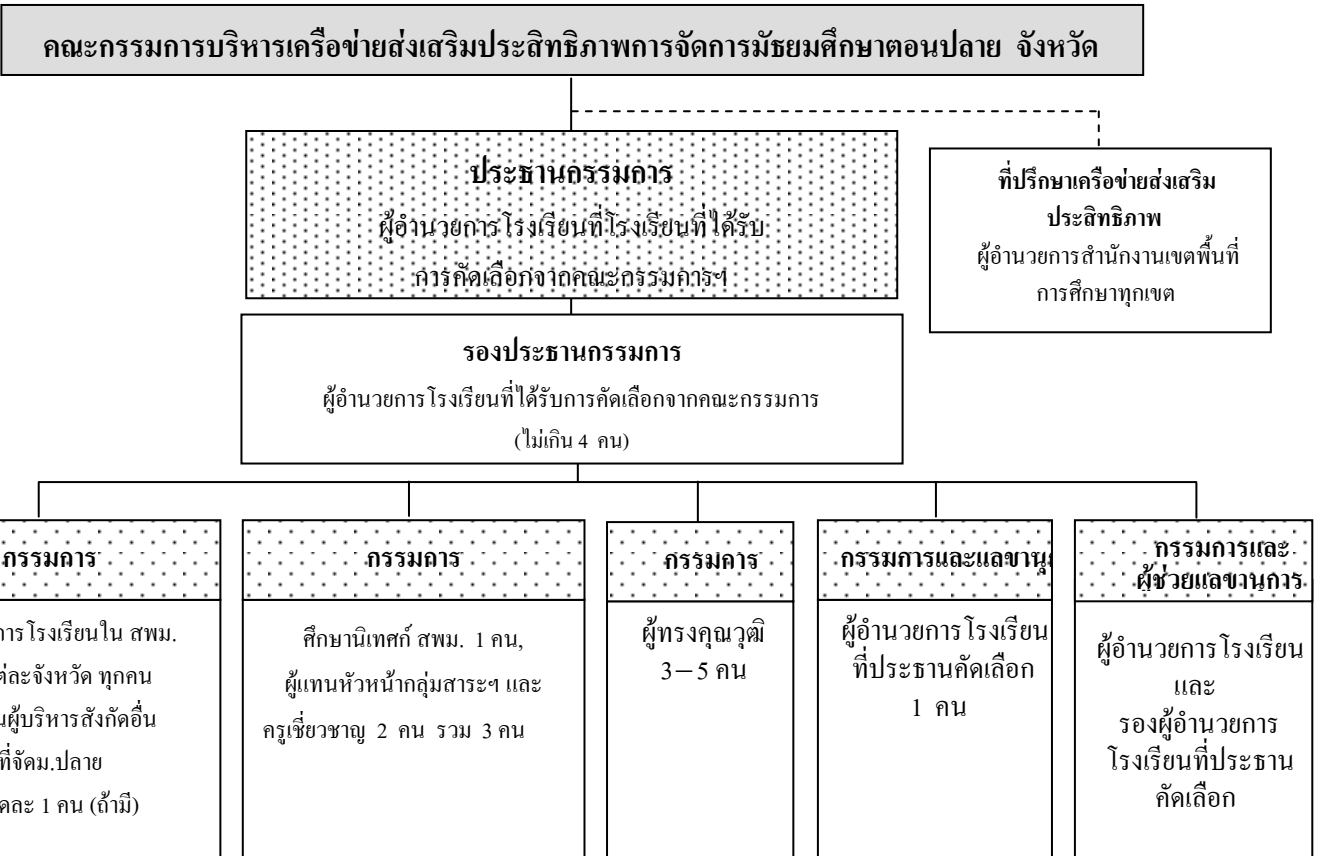 คณะกรรมการบริหารเครือข่ายส่งเสริมประสิทธิภาพการจัดการมัธยมศึกษาตอนปลาย จังหวัด
ประธานกรรมการ
ผู้อำนวยการโรงเรียนที่โรงเรียนที่ได้รับ
การคัดเลือกจากคณะกรรมการฯ
ที่ปรึกษาเครือข่ายส่งเสริม
ประสิทธิภาพ
ผู้อำนวยการสำนักงานเขตพื้นที่
การศึกษาทุกเขต
รองประธานกรรมการ
ผู้อำนวยการโรงเรียนที่ได้รับการคัดเลือกจากคณะกรรมการ
(ไม่เกิน 4 คน)
กรรมการ
การโรงเรียนใน สพม.
ต่ละจังหวัด ทุกคน
นผู้บริหารสังกัดอื่น
ที่จัดม.ปลาย
ดละ 1 คน (ถ้ามี)
กรรมการ
ศึกษานิเทศก์ สพม. 1 คน,
ผู้แทนหัวหน้ากลุ่มสาระฯ และ
ครูเชี่ยวชาญ 2 คน รวม 3 คน
กรรมการ
ผู้ทรงคุณวุฒิ
3–5 คน
กรรมการและเลขานุ
ผู้อำนวยการโรงเรียน
ที่ประธานคัดเลือก
1 คน
กรรมการและ
ผู้ช่วยเลขานุการ
ผู้อำนวยการโรงเรียน
และ
รองผู้อำนวยการ
โรงเรียนที่ประธาน
คัดเลือก